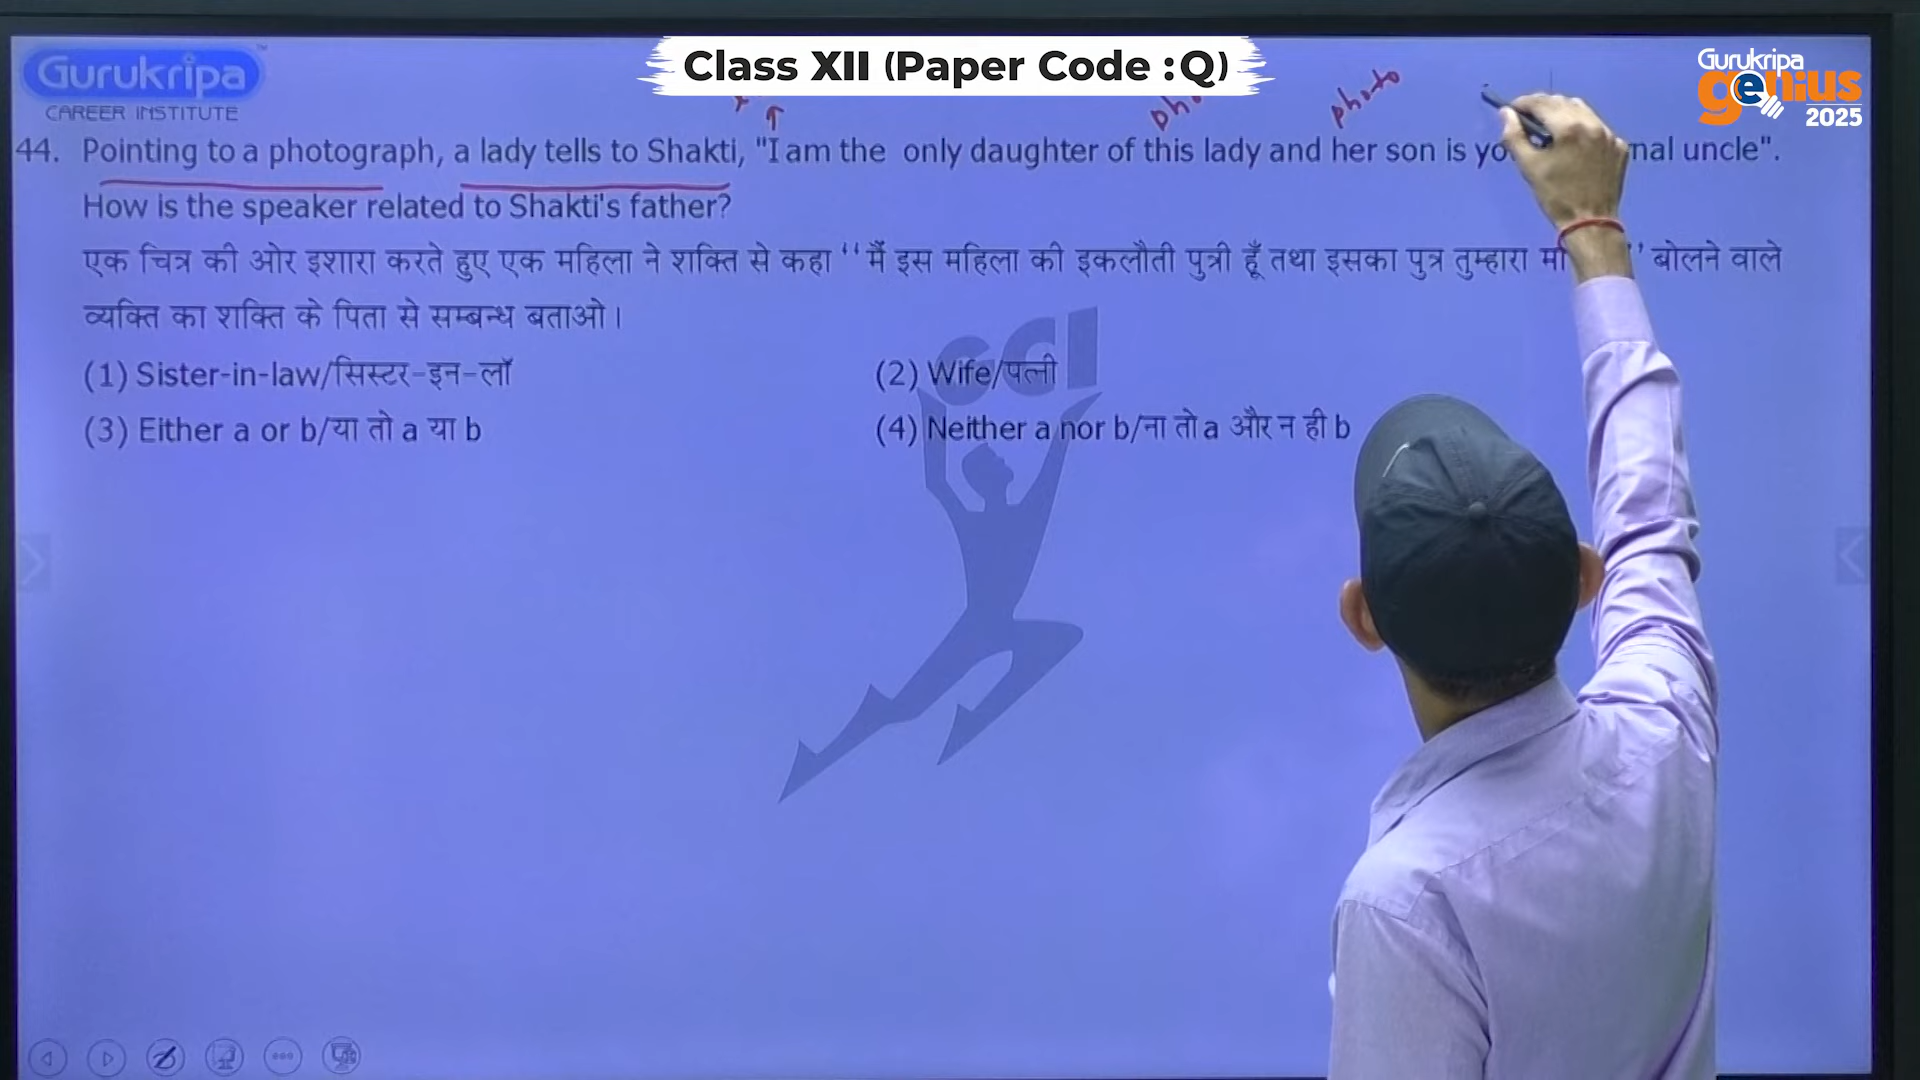 Class XII (Paper Code : Q)
Gurukripa
CAREER INSTITUTE
Gurukripa
genius
2025
photo
44. Pointing to a photograph, a lady tells to Shakti, "I am the only daughter of this lady and her son is uncle".
How is the speaker related to Shakti's father?
एक चित्र की ओर इशारा करते हुए एक महिला ने शक्ति से कहा ‘‘मैं इस महिला की इकलौती पुत्री हूँ तथा इसका पुत्र तुम्हारा ’’ बोलने वाले
व्यक्ति का शक्ति के पिता से सम्बन्ध बताओ।
(1) Sister-in-law/सिस्टर-इन-लॉ
(2) Wife/पत्नी
(3) Either a or b/या तो a या b
(4) Neither a nor b/ना तो a और न ही b
GCI